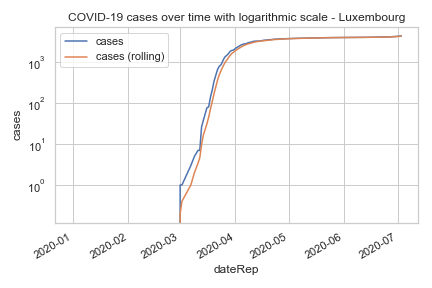 COVID-19 cases over time with logarithmic scale - Luxembourg
cases
cases (rolling)
10³
10²
10¹
10⁰
cases
2020-01
2020-02
2020-03
2020-04
2020-05
2020-06
2020-07
dateRep